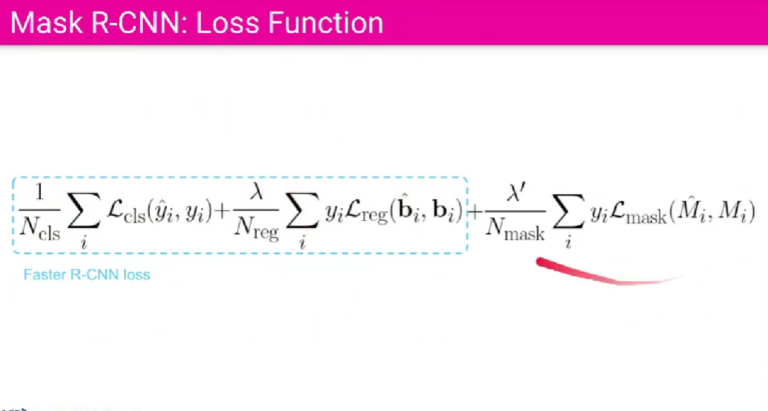 Mask R-CNN: Loss Function
$\frac{1}{N_{\text{cls}}} \sum_i \mathcal{L}_{\text{cls}}(\hat{y}_i, y_i) + \frac{\lambda}{N_{\text{reg}}} \sum_i y_i \mathcal{L}_{\text{reg}}(\hat{\mathbf{b}}_i, \mathbf{b}_i) + \frac{\lambda'}{N_{\text{mask}}} \sum_i y_i \mathcal{L}_{\text{mask}}(\hat{M}_i, M_i)$
Faster R-CNN loss